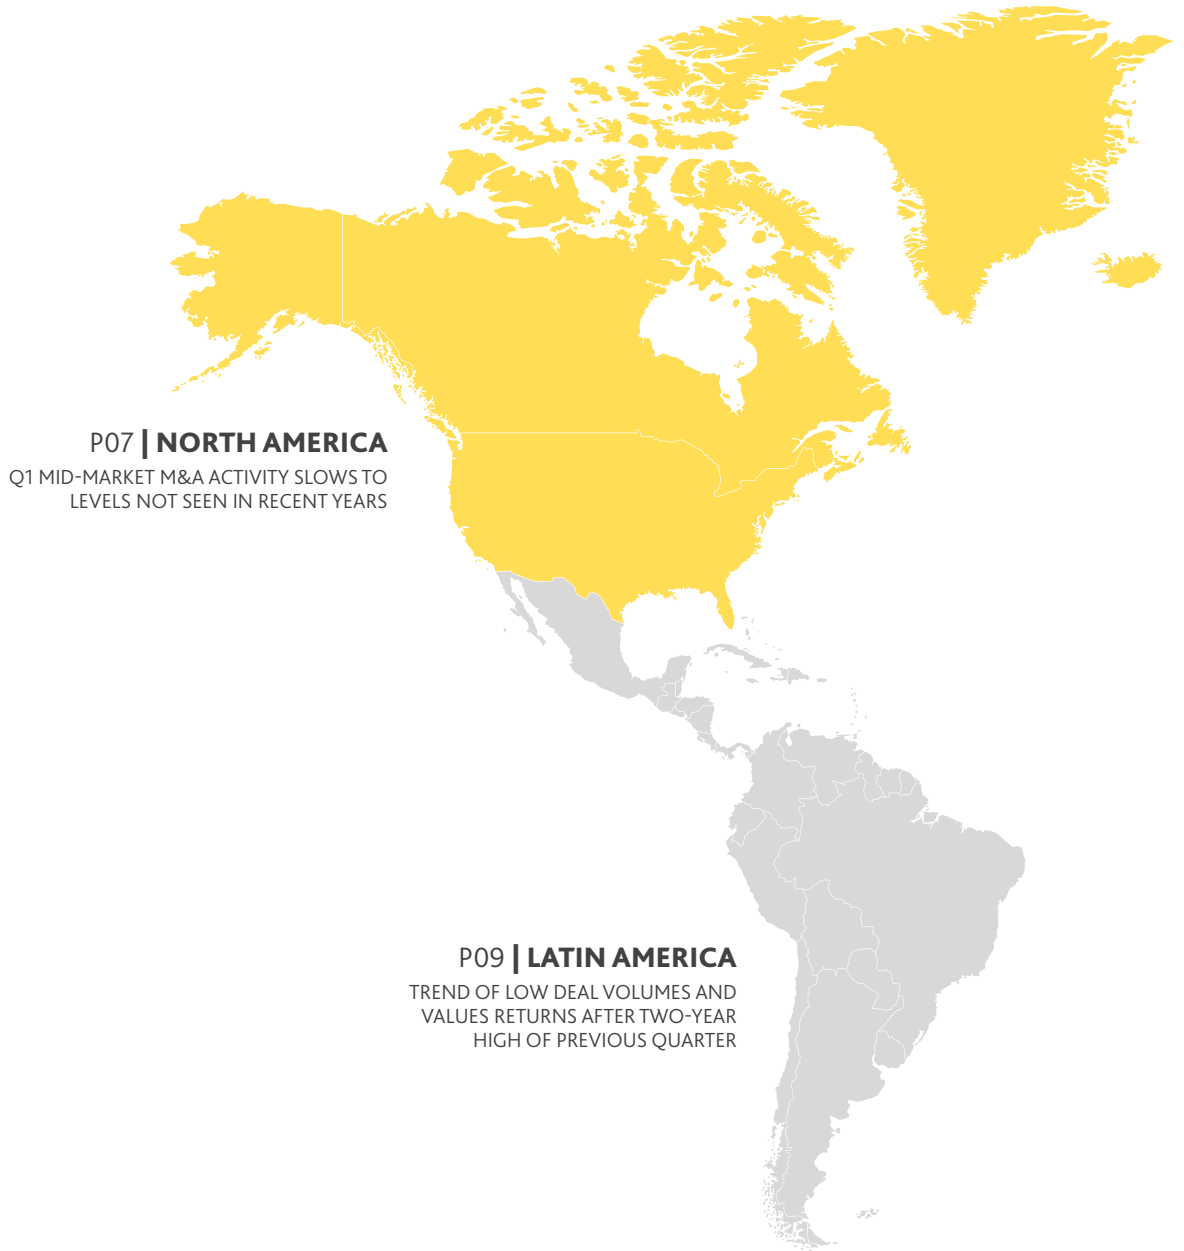 P07 | NORTH AMERICA
Q1 MID-MARKET M&A ACTIVITY SLOWS TO
LEVELS NOT SEEN IN RECENT YEARS
P09 | LATIN AMERICA
TREND OF LOW DEAL VOLUMES AND
VALUES RETURNS AFTER TWO-YEAR
HIGH OF PREVIOUS QUARTER